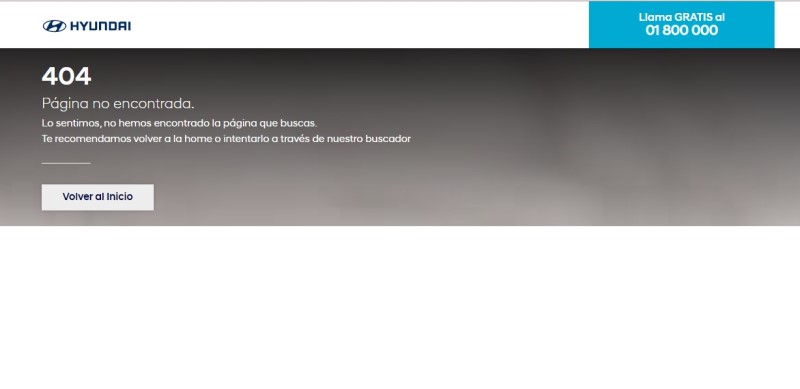 HYUNDAI
Llama GRATIS al
01 800 000
404
Página no encontrada.
Lo sentimos, no hemos encontrado la página que buscas.
Te recomendamos volver a la home o intentarlo a través de nuestro buscador
Volver al Inicio